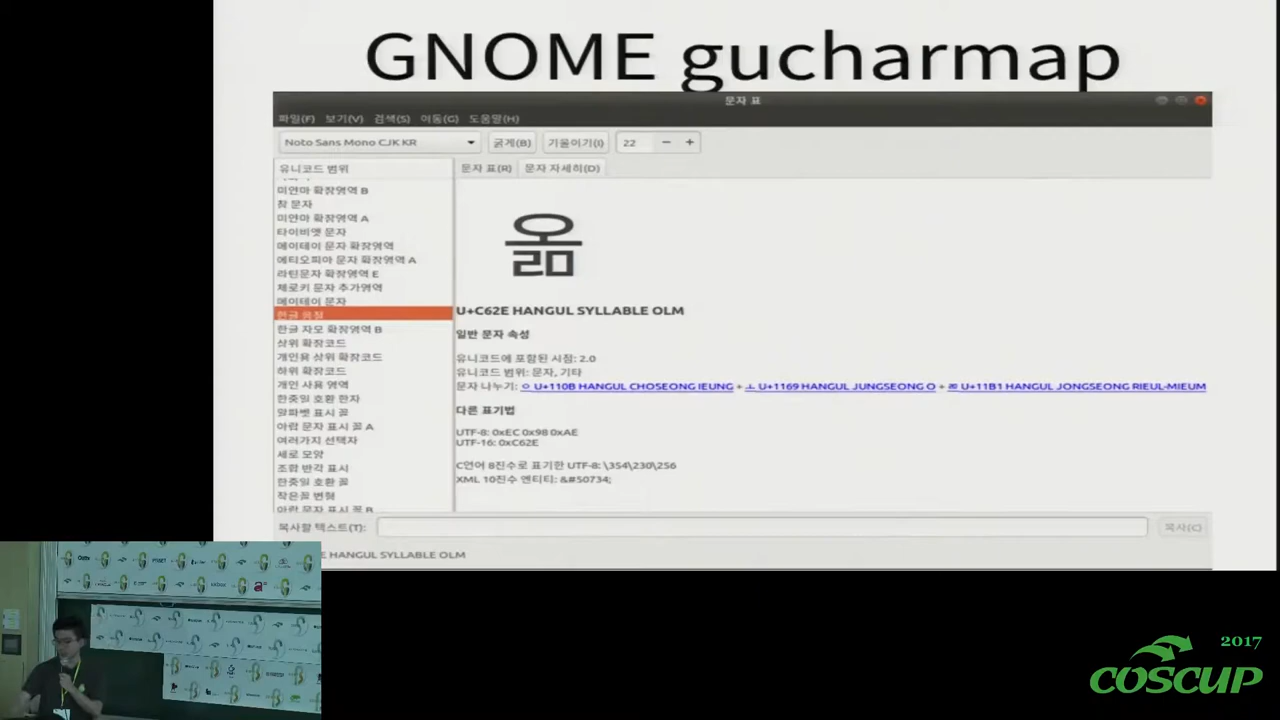 GNOME gucharmap
문자 표
파일(F) 보기(V) 검색(S) 이동(G) 도움말(H)
Noto Sans Mono CJK KR 굵게(B) 기울이기(I) 22 − +
유니코드 범위
문자 표(R) 문자 자세히(D)
미얀마 확장영역 B
참 문자
미얀마 확장영역 A
타이비엣 문자
메이테이 문자 확장영역
에티오피아 문자 확장영역 A
라틴문자 확장영역 E
체로키 문자 추가영역
메이테이 문자
한글 음절
한글 자모 확장영역 B
상위 확장코드
개인용 상위 확장코드
하위 확장코드
개인 사용 영역
한중일 호환 한자
알파벳 표시 꼴
아랍 문자 표시 꼴 A
여러가지 선택자
세로 모양
조합 반각 표시
한중일 호환 꼴
작은꼴 변형
아랍 문자 표시 꼴 B
옮
U+C62E HANGUL SYLLABLE OLM
일반 문자 속성
유니코드에 포함된 시점: 2.0
유니코드 범위: 문자, 기타
문자 나누기: ᄋ U+110B HANGUL CHOSEONG IEUNG + ᅩ U+1169 HANGUL JUNGSEONG O + ᆱ U+11B1 HANGUL JONGSEONG RIEUL-MIEUM
다른 표기법
UTF-8: 0xEC 0x98 0xAE
UTF-16: 0xC62E
C언어 8진수로 표기한 UTF-8: \354\230\256
XML 10진수 엔티티: &#50734;
복사할 텍스트(T): 복사(C)
E HANGUL SYLLABLE OLM
2017
COSCUP